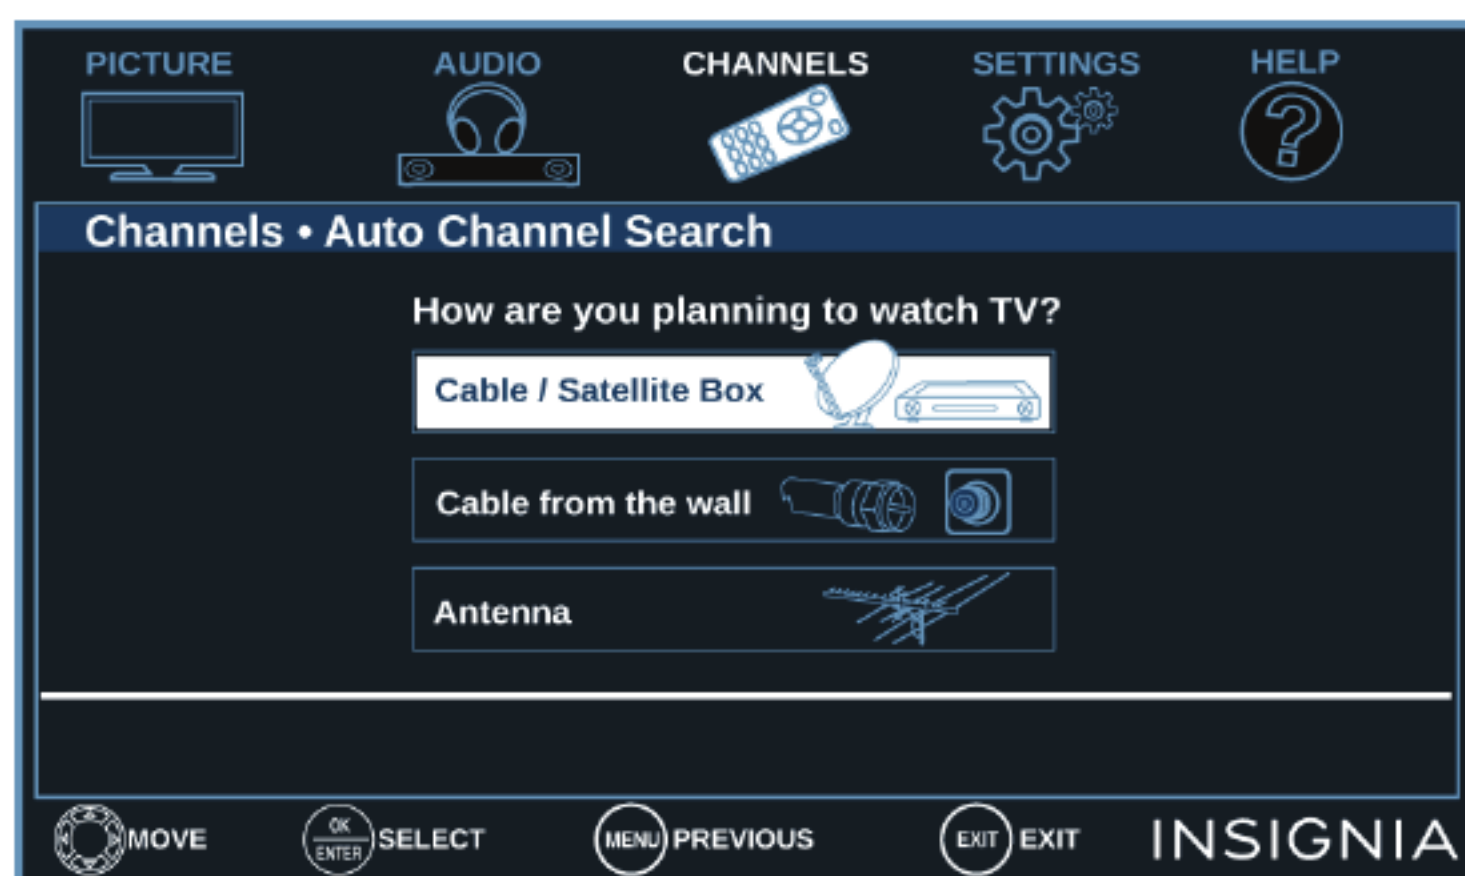 PICTURE AUDIO CHANNELS SETTINGS HELP
Channels • Auto Channel Search
How are you planning to watch TV?
Cable / Satellite Box
Cable from the wall
Antenna
MOVE OK ENTER SELECT MENU PREVIOUS EXIT EXIT INSIGNIA